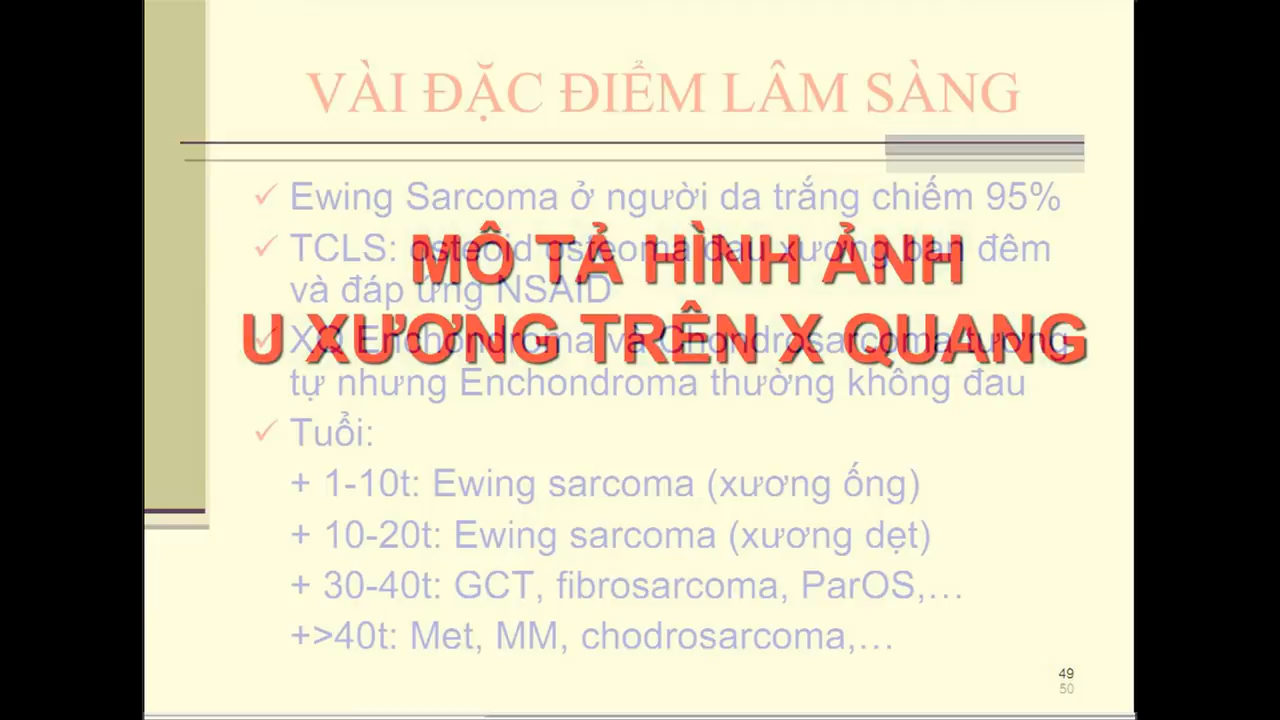 VÀI ĐẶC ĐIỂM LÂM SÀNG
✓ Ewing Sarcoma ở người da trắng chiếm 95%
✓ TCLS: osteoid osteoma đau xương ban đêm
và đáp ứng NSAID
MÔ TẢ HÌNH ẢNH
U XƯƠNG TRÊN X QUANG
✓ XQ Enchondroma và Chondrosarcoma tương
tự nhưng Enchondroma thường không đau
✓ Tuổi:
+ 1-10t: Ewing sarcoma (xương ống)
+ 10-20t: Ewing sarcoma (xương dẹt)
+ 30-40t: GCT, fibrosarcoma, ParOS,…
+>40t: Met, MM, chodrosarcoma,…
49
50